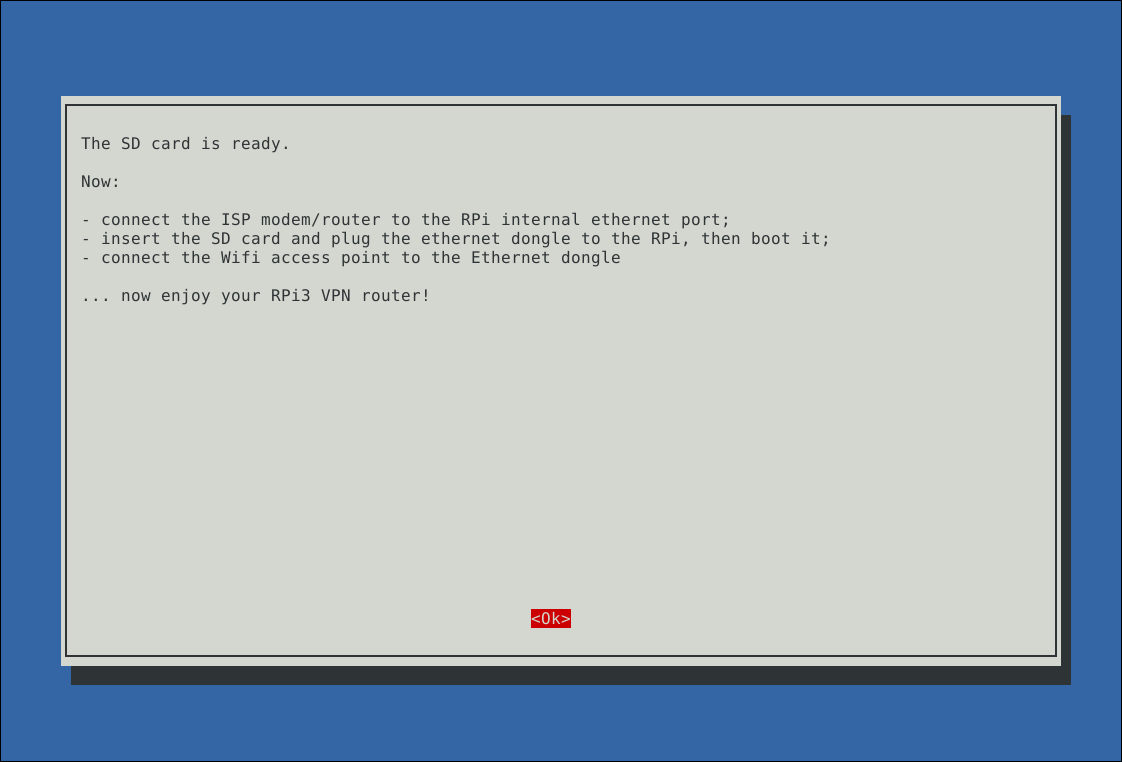 The SD card is ready.
Now:
- connect the ISP modem/router to the RPi internal ethernet port;
- insert the SD card and plug the ethernet dongle to the RPi, then boot it;
- connect the Wifi access point to the Ethernet dongle
... now enjoy your RPi3 VPN router!
<Ok>